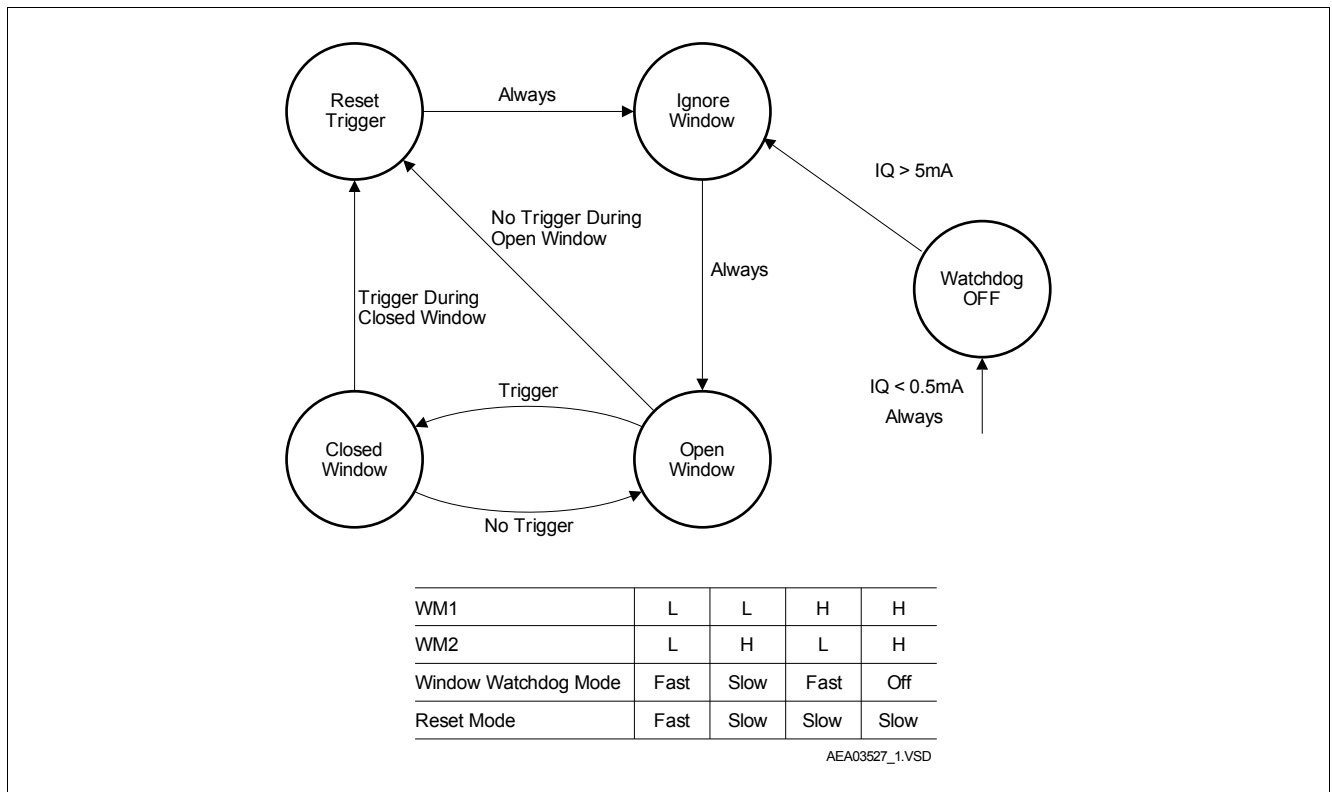 Reset
Trigger
Always
Ignore
Window
IQ > 5mA
No Trigger During
Open Window
Always
Watchdog
OFF
Trigger During
Closed Window
IQ < 0.5mA
Always
Trigger
Closed
Window
Open
Window
No Trigger
WM1 L L H H
WM2 L H L H
Window Watchdog Mode Fast Slow Fast Off
Reset Mode Fast Slow Slow Slow
AEA03527_1.VSD